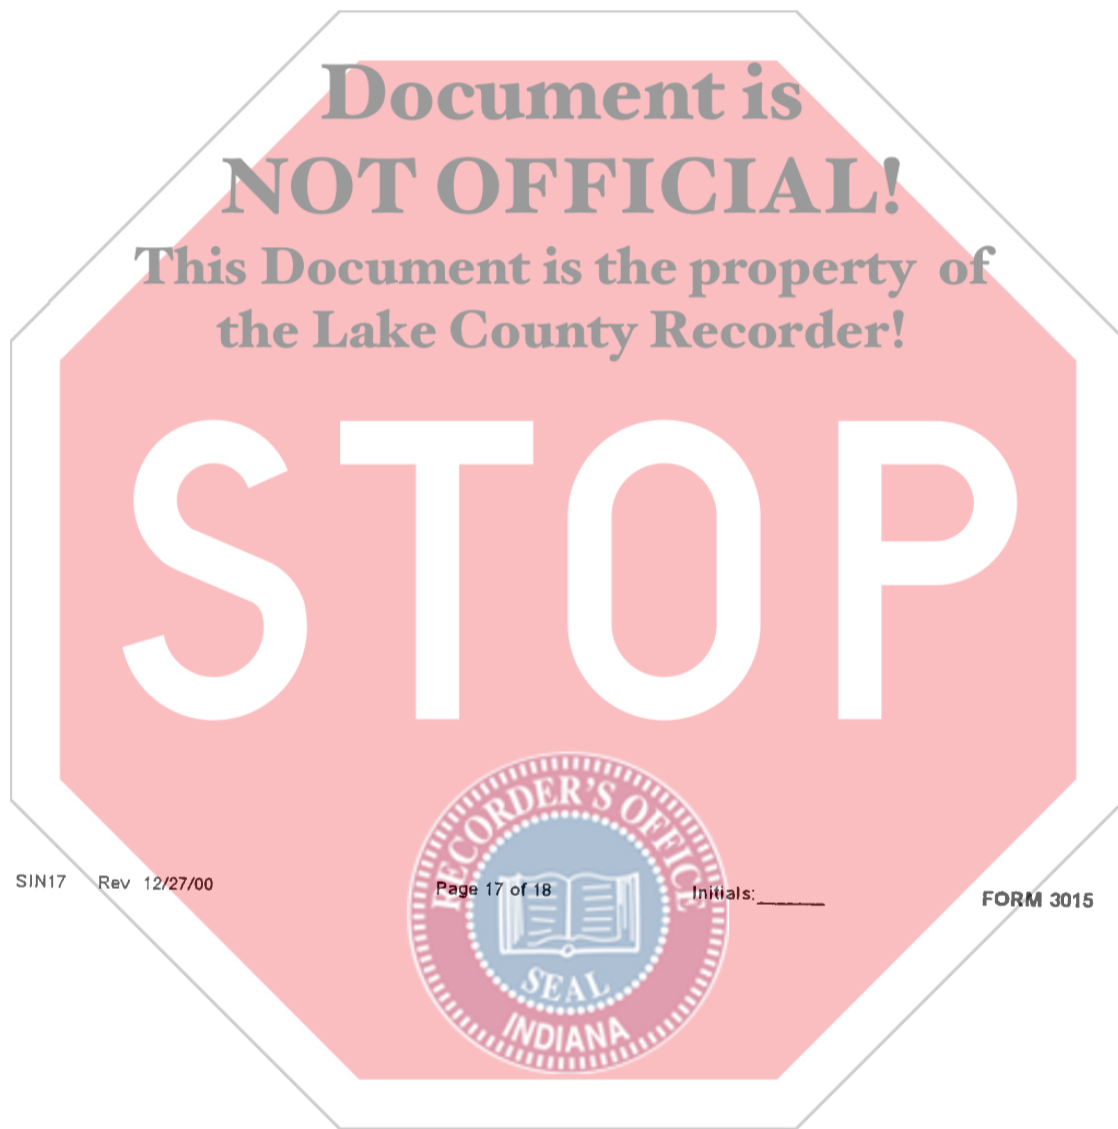 Document is
NOT OFFICIAL!
This Document is the property of
the Lake County Recorder!
STOP
RECORDER'S OFFICE
SIN17 Rev 12/27/00 Page 17 of 18 Initials:______ FORM 3015
SEAL
INDIANA